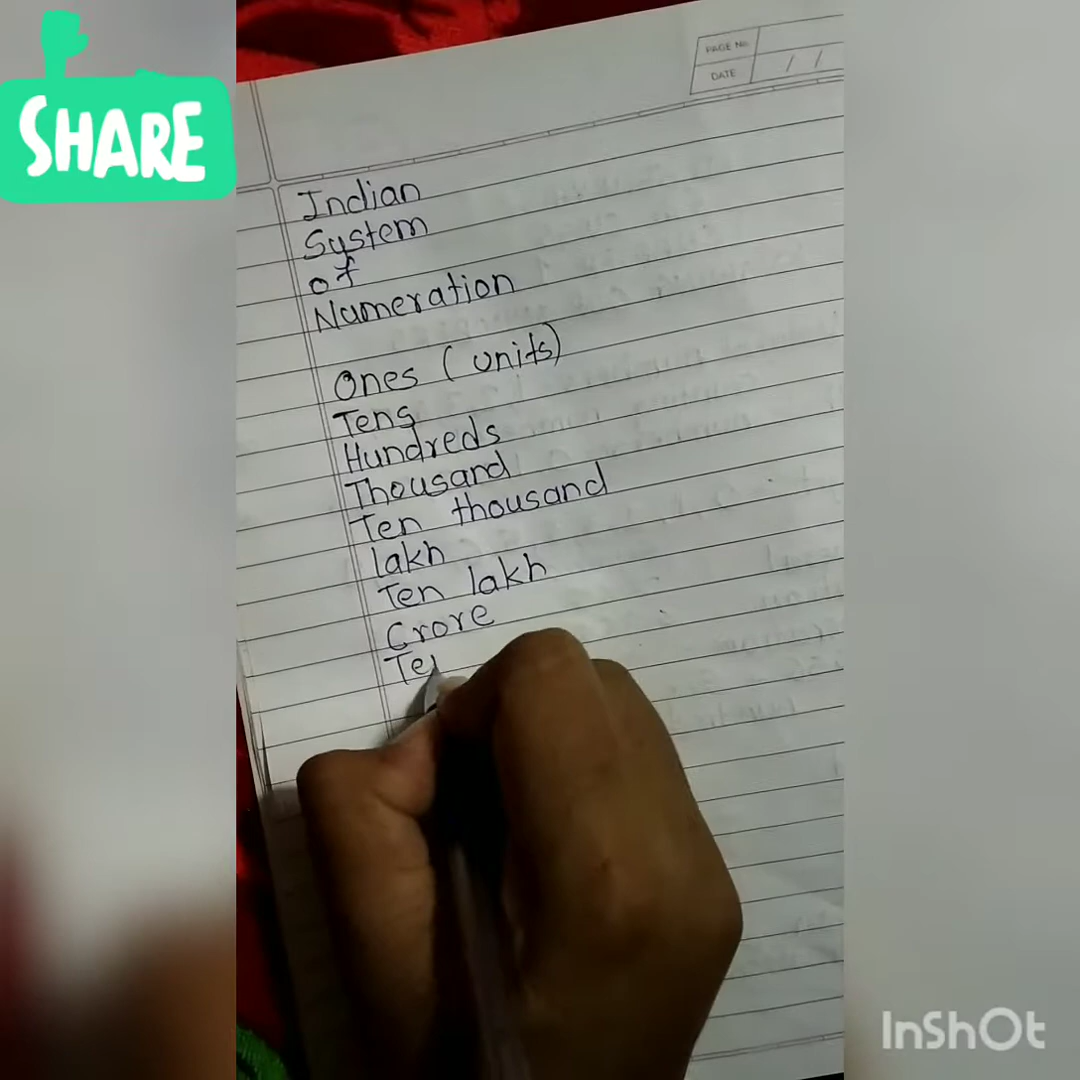 SHARE
PAGE No.
DATE / /
Indian
System
of
Numeration
Ones (units)
Tens
Hundreds
Thousand
Ten thousand
lakh
Ten lakh
Crore
Te
InShOt